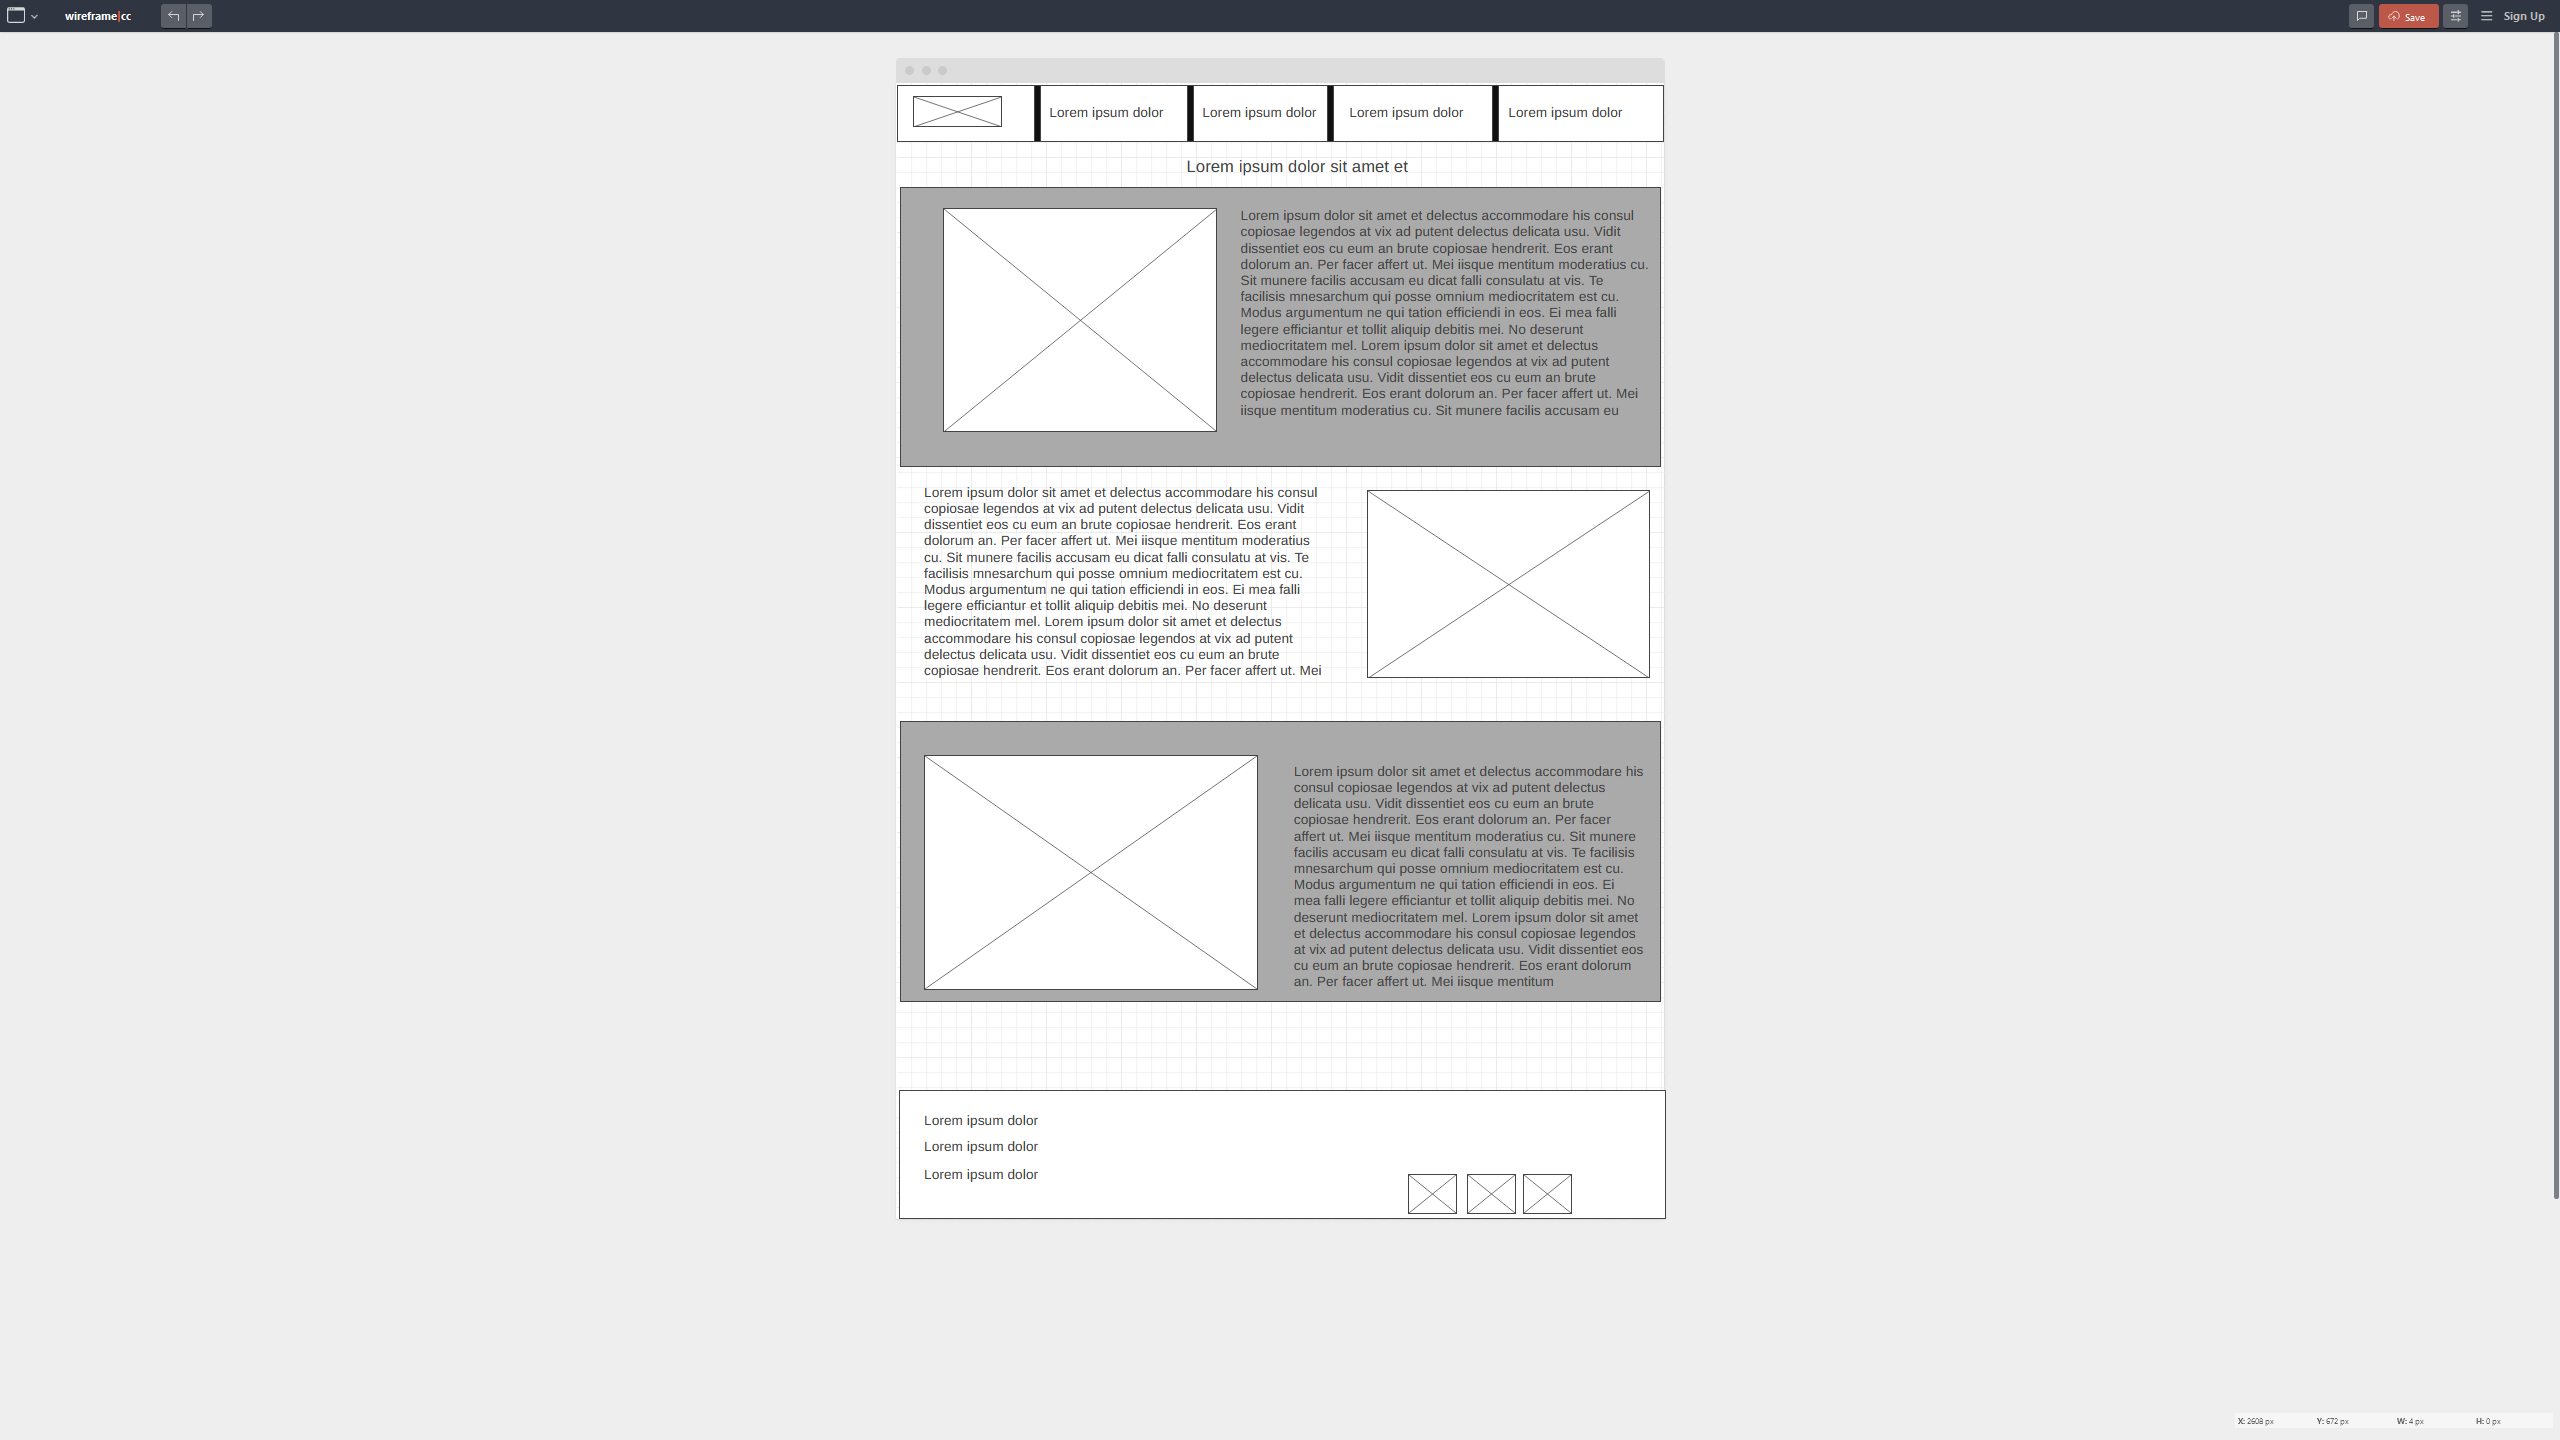 wireframe|cc
Save
Sign Up
Lorem ipsum dolor
Lorem ipsum dolor
Lorem ipsum dolor
Lorem ipsum dolor
Lorem ipsum dolor sit amet et
Lorem ipsum dolor sit amet et delectus accommodare his consul
copiosae legendos at vix ad putent delectus delicata usu. Vidit
dissentiet eos cu eum an brute copiosae hendrerit. Eos erant
dolorum an. Per facer affert ut. Mei iisque mentitum moderatius cu.
Sit munere facilis accusam eu dicat falli consulatu at vis. Te
facilisis mnesarchum qui posse omnium mediocritatem est cu.
Modus argumentum ne qui tation efficiendi in eos. Ei mea falli
legere efficiantur et tollit aliquip debitis mei. No deserunt
mediocritatem mel. Lorem ipsum dolor sit amet et delectus
accommodare his consul copiosae legendos at vix ad putent
delectus delicata usu. Vidit dissentiet eos cu eum an brute
copiosae hendrerit. Eos erant dolorum an. Per facer affert ut. Mei
iisque mentitum moderatius cu. Sit munere facilis accusam eu
Lorem ipsum dolor sit amet et delectus accommodare his consul
copiosae legendos at vix ad putent delectus delicata usu. Vidit
dissentiet eos cu eum an brute copiosae hendrerit. Eos erant
dolorum an. Per facer affert ut. Mei iisque mentitum moderatius
cu. Sit munere facilis accusam eu dicat falli consulatu at vis. Te
facilisis mnesarchum qui posse omnium mediocritatem est cu.
Modus argumentum ne qui tation efficiendi in eos. Ei mea falli
legere efficiantur et tollit aliquip debitis mei. No deserunt
mediocritatem mel. Lorem ipsum dolor sit amet et delectus
accommodare his consul copiosae legendos at vix ad putent
delectus delicata usu. Vidit dissentiet eos cu eum an brute
copiosae hendrerit. Eos erant dolorum an. Per facer affert ut. Mei
Lorem ipsum dolor sit amet et delectus accommodare his
consul copiosae legendos at vix ad putent delectus
delicata usu. Vidit dissentiet eos cu eum an brute
copiosae hendrerit. Eos erant dolorum an. Per facer
affert ut. Mei iisque mentitum moderatius cu. Sit munere
facilis accusam eu dicat falli consulatu at vis. Te facilisis
mnesarchum qui posse omnium mediocritatem est cu.
Modus argumentum ne qui tation efficiendi in eos. Ei
mea falli legere efficiantur et tollit aliquip debitis mei. No
deserunt mediocritatem mel. Lorem ipsum dolor sit amet
et delectus accommodare his consul copiosae legendos
at vix ad putent delectus delicata usu. Vidit dissentiet eos
cu eum an brute copiosae hendrerit. Eos erant dolorum
an. Per facer affert ut. Mei iisque mentitum
Lorem ipsum dolor
Lorem ipsum dolor
Lorem ipsum dolor
X: 2608 px Y: 672 px W: 4 px H: 0 px